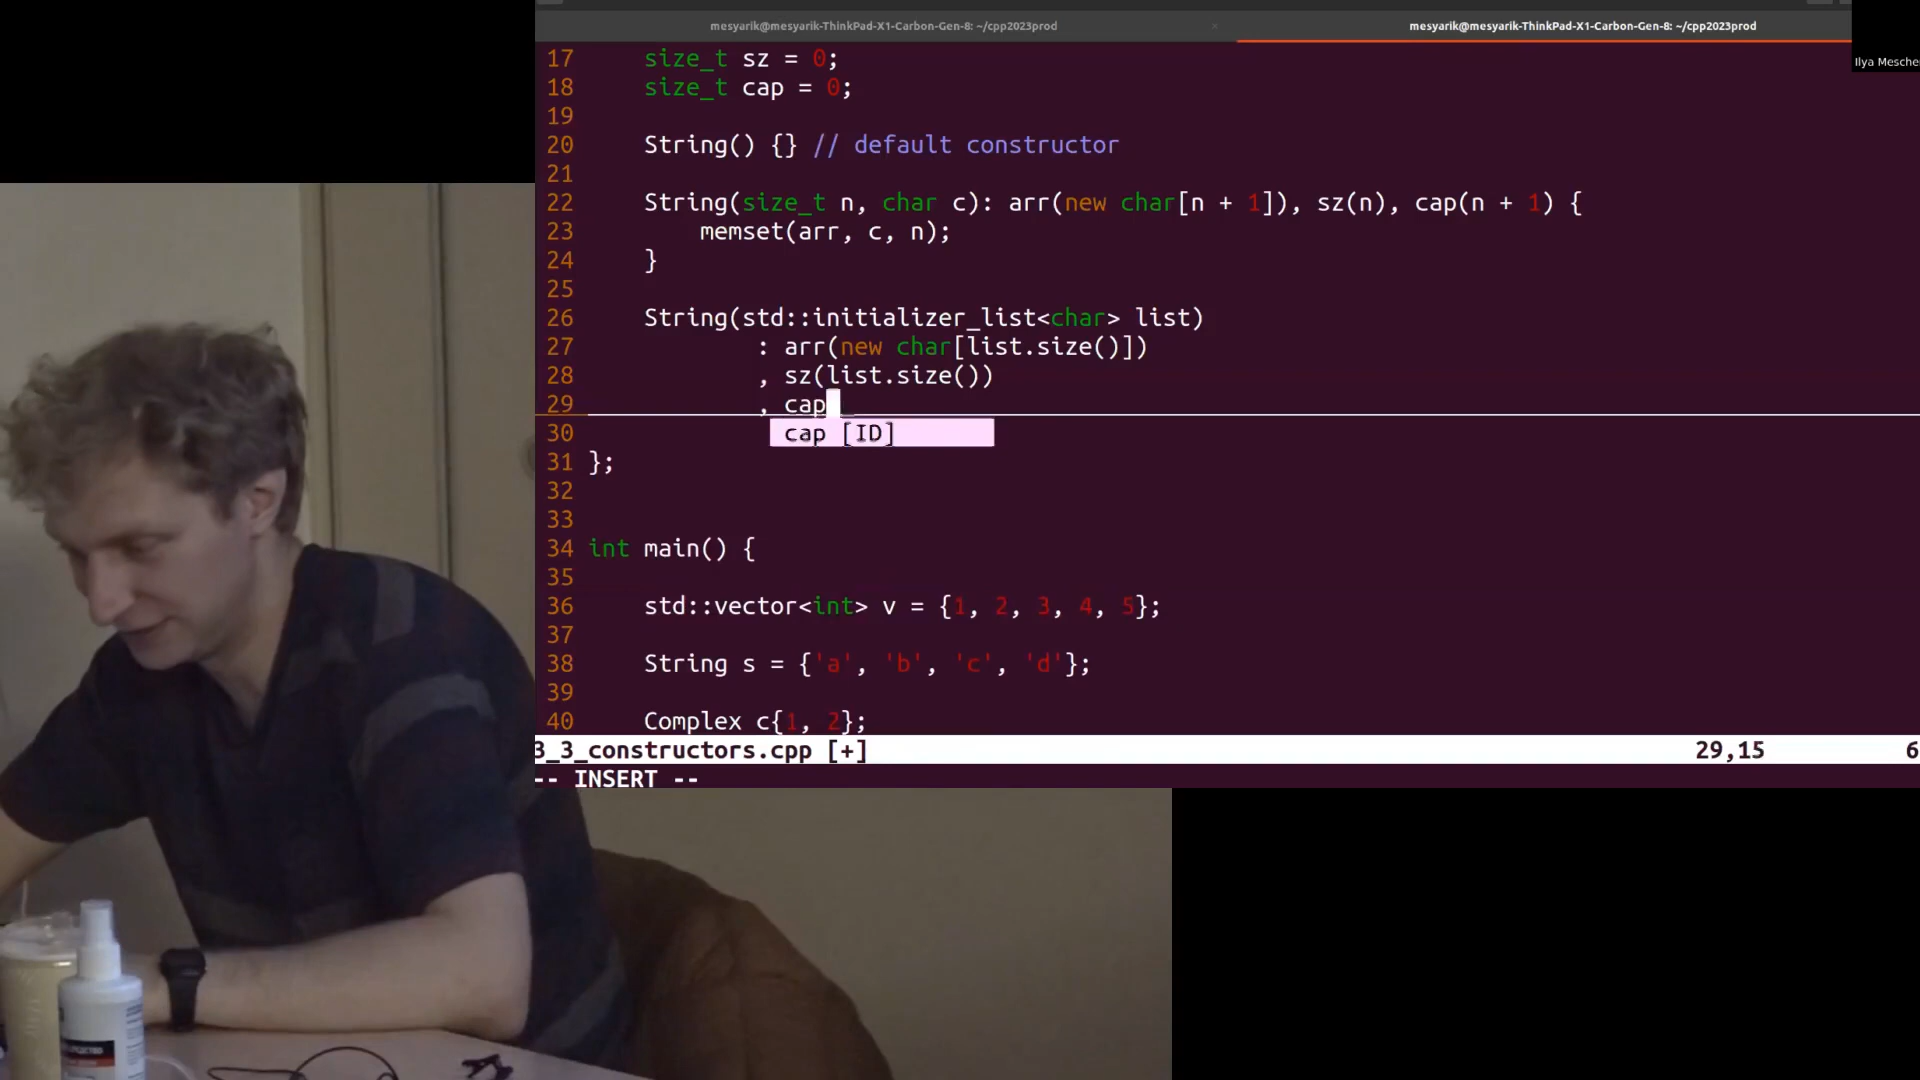 mesyarik@mesyarik-ThinkPad-X1-Carbon-Gen-8: ~/cpp2023prod
mesyarik@mesyarik-ThinkPad-X1-Carbon-Gen-8: ~/cpp2023prod
Ilya Mesche
17 size_t sz = 0;
18 size_t cap = 0;
19
20 String() {} // default constructor
21
22 String(size_t n, char c): arr(new char[n + 1]), sz(n), cap(n + 1) {
23 memset(arr, c, n);
24 }
25
26 String(std::initializer_list<char> list)
27 : arr(new char[list.size()])
28 , sz(list.size())
29 , cap
30 cap [ID]
31 };
32
33
34 int main() {
35
36 std::vector<int> v = {1, 2, 3, 4, 5};
37
38 String s = {'a', 'b', 'c', 'd'};
39
40 Complex c{1, 2};
3_3_constructors.cpp [+] 29,15 6
-- INSERT --